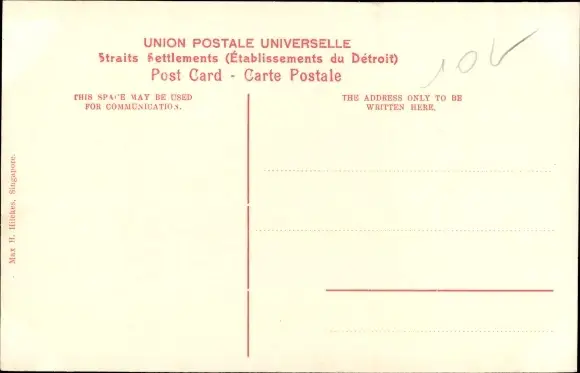 UNION POSTALE UNIVERSELLE
Straits Settlements (Établissements du Détroit)
Post Card - Carte Postale
THIS SPACE MAY BE USED
FOR COMMUNICATION.
THE ADDRESS ONLY TO BE
WRITTEN HERE.
Max H. Hilckes, Singapore.